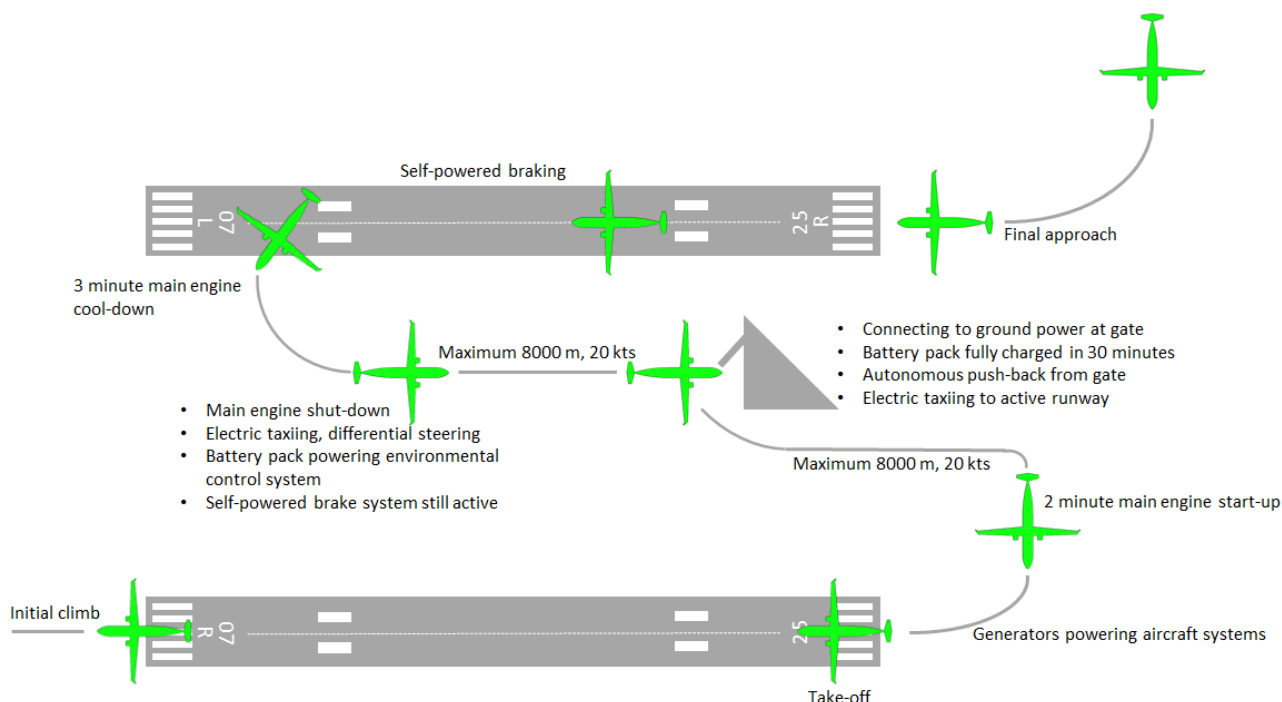 Self-powered braking
07
L
25
R
Final approach
3 minute main engine
cool-down
Maximum 8000 m, 20 kts
• Connecting to ground power at gate
• Battery pack fully charged in 30 minutes
• Autonomous push-back from gate
• Electric taxiing to active runway
• Main engine shut-down
• Electric taxiing, differential steering
• Battery pack powering environmental
control system
• Self-powered brake system still active
Maximum 8000 m, 20 kts
2 minute main engine start-up
Initial climb
07
R
25
Generators powering aircraft systems
Take-off